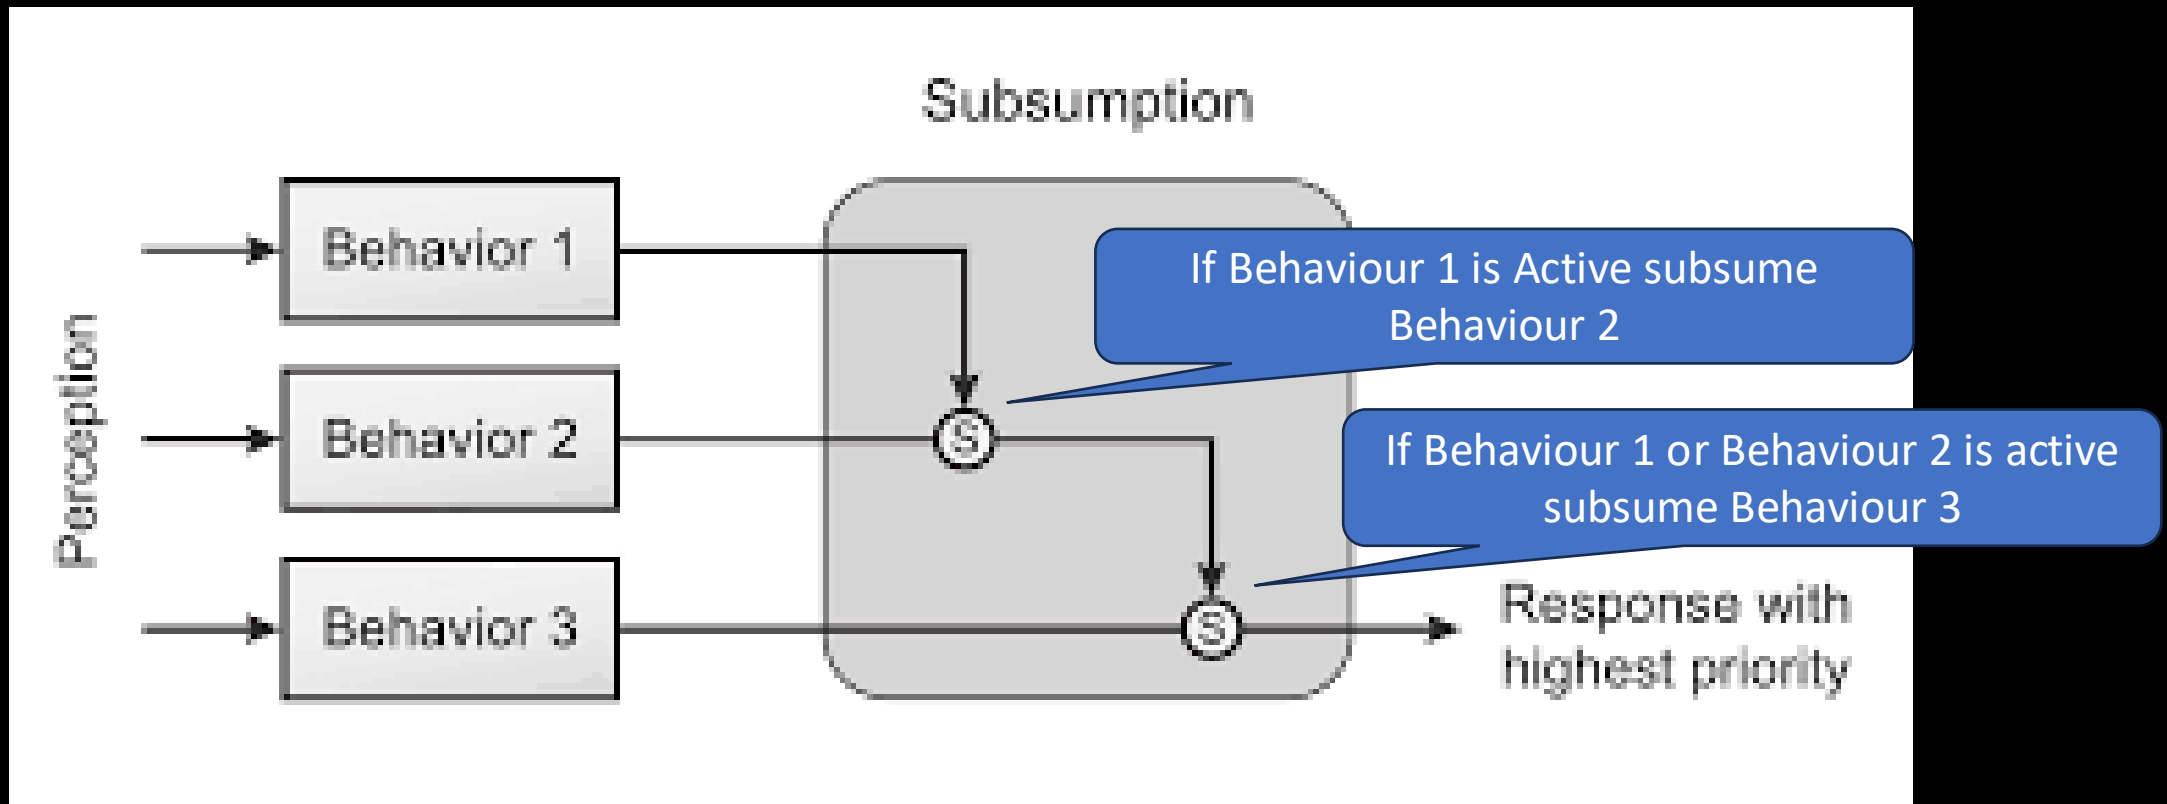 Subsumption
Perception
Behavior 1
If Behaviour 1 is Active subsume
Behaviour 2
Behavior 2
S
If Behaviour 1 or Behaviour 2 is active
subsume Behaviour 3
Behavior 3
S
Response with
highest priority